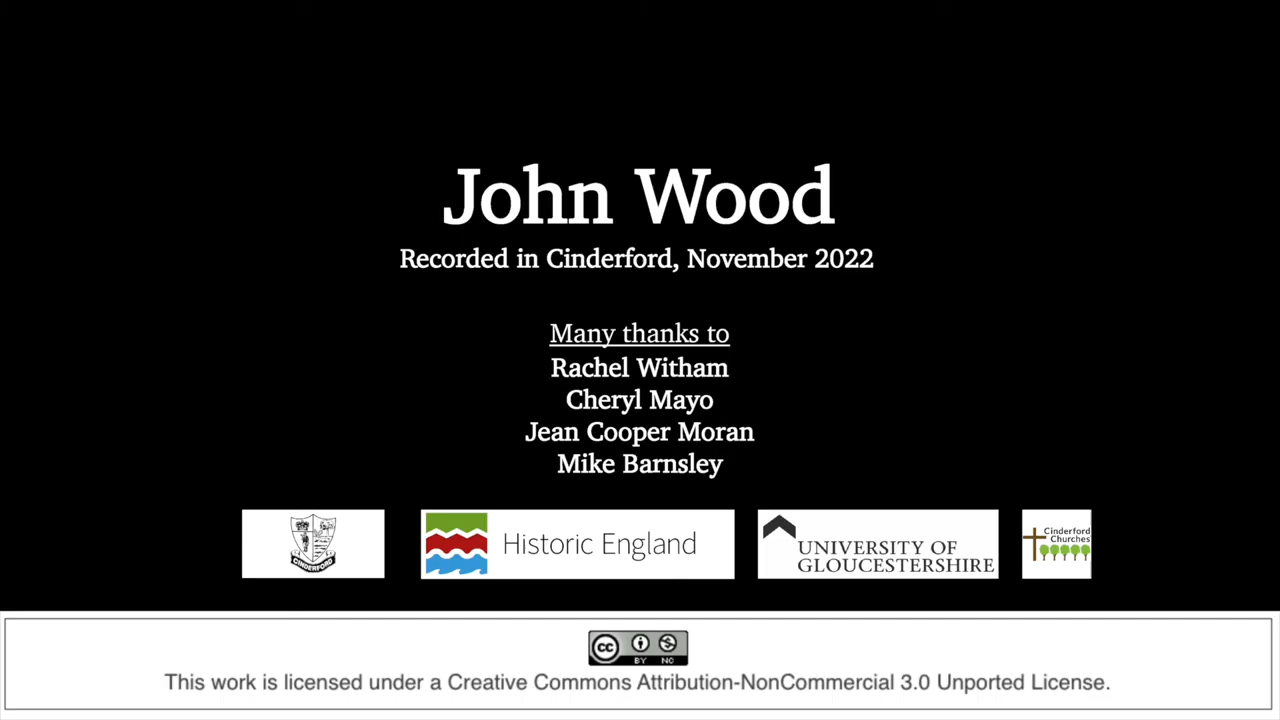 John Wood
Recorded in Cinderford, November 2022
Many thanks to
Rachel Witham
Cheryl Mayo
Jean Cooper Moran
Mike Barnsley
CINDERFORD
Historic England
UNIVERSITY OF
GLOUCESTERSHIRE
Cinderford
Churches
cc
BY NC
This work is licensed under a Creative Commons Attribution-NonCommercial 3.0 Unported License.